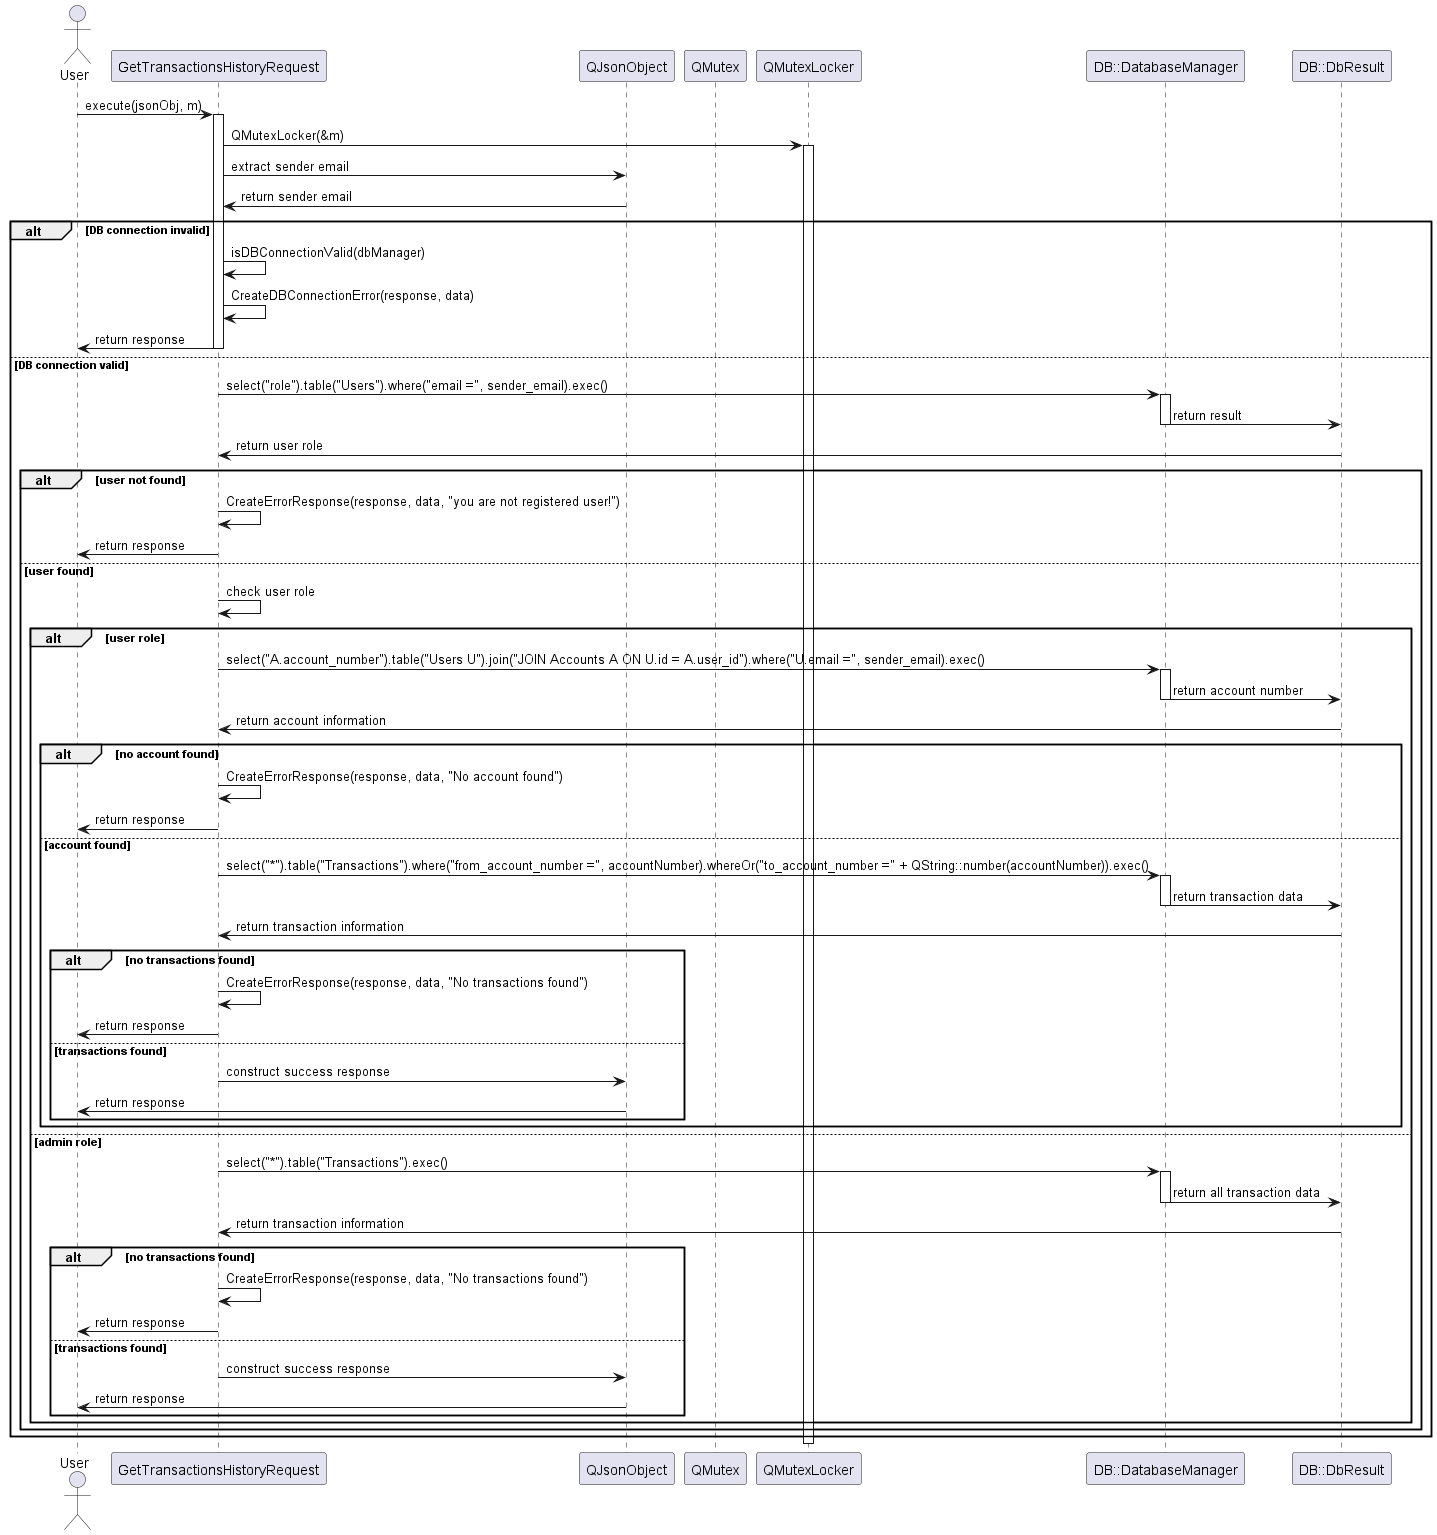 User
GetTransactionsHistoryRequest
QJsonObject
QMutex
QMutexLocker
DB::DatabaseManager
DB::DbResult
execute(jsonObj, m)
QMutexLocker(&m)
extract sender email
return sender email
alt
[DB connection invalid]
isDBConnectionValid(dbManager)
CreateDBConnectionError(response, data)
return response
[DB connection valid]
select("role").table("Users").where("email =", sender_email).exec()
return result
return user role
alt
[user not found]
CreateErrorResponse(response, data, "you are not registered user!")
return response
[user found]
check user role
alt
[user role]
select("A.account_number").table("Users U").join("JOIN Accounts A ON U.id = A.user_id").where("U.email =", sender_email).exec()
return account number
return account information
alt
[no account found]
CreateErrorResponse(response, data, "No account found")
return response
[account found]
select("*").table("Transactions").where("from_account_number =", accountNumber).whereOr("to_account_number =" + QString::number(accountNumber)).exec()
return transaction data
return transaction information
alt
[no transactions found]
CreateErrorResponse(response, data, "No transactions found")
return response
[transactions found]
construct success response
return response
[admin role]
select("*").table("Transactions").exec()
return all transaction data
return transaction information
alt
[no transactions found]
CreateErrorResponse(response, data, "No transactions found")
return response
[transactions found]
construct success response
return response
User
GetTransactionsHistoryRequest
QJsonObject
QMutex
QMutexLocker
DB::DatabaseManager
DB::DbResult